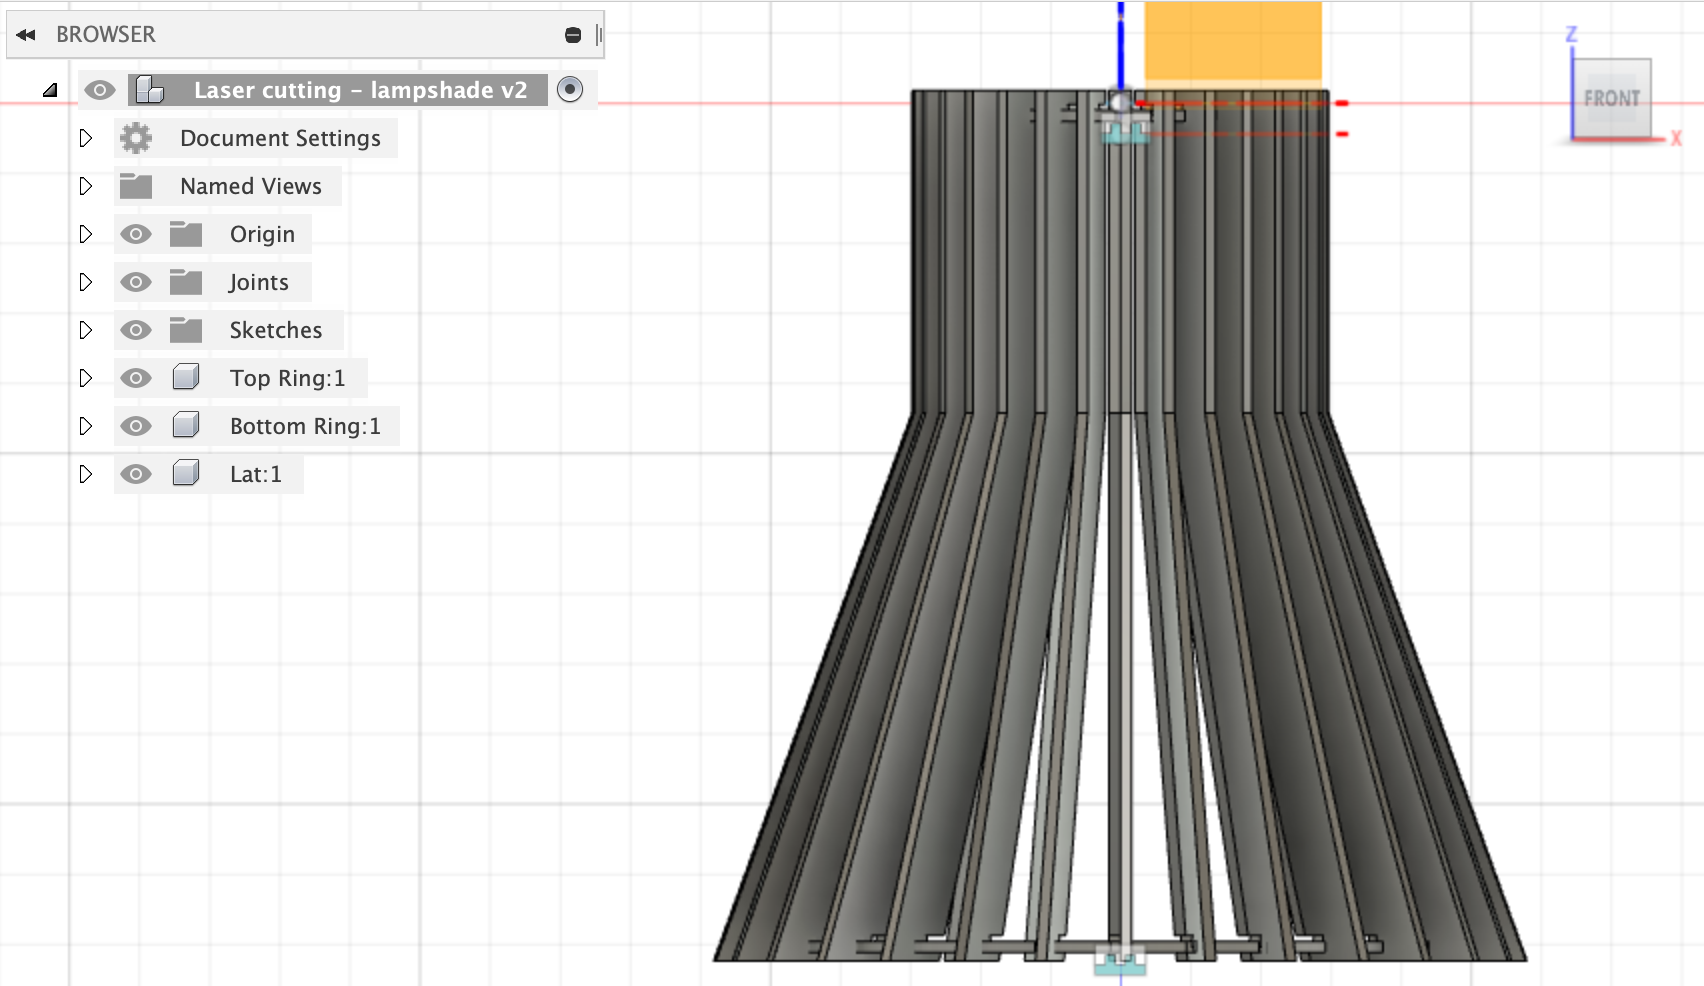 BROWSER
Laser cutting – lampshade v2
Document Settings
Named Views
Origin
Joints
Sketches
Top Ring:1
Bottom Ring:1
Lat:1
Z
FRONT
X